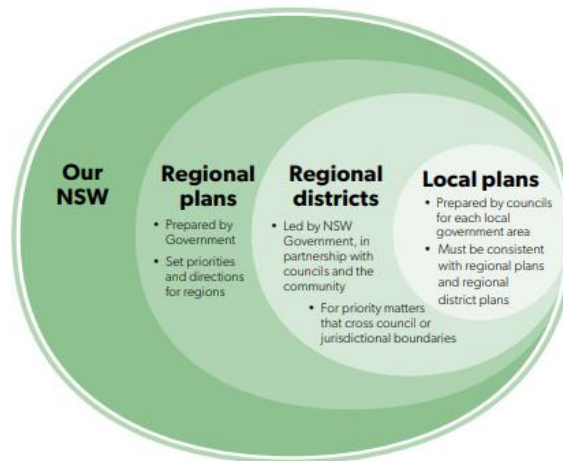 Our
NSW
Regional
plans
• Prepared by
Government
• Set priorities
and directions
for regions
Regional
districts
• Led by NSW
Government, in
partnership with
councils and the
community
• For priority matters
that cross council or
jurisdictional boundaries
Local plans
• Prepared by councils
for each local
government area
• Must be consistent
with regional plans
and regional
district plans